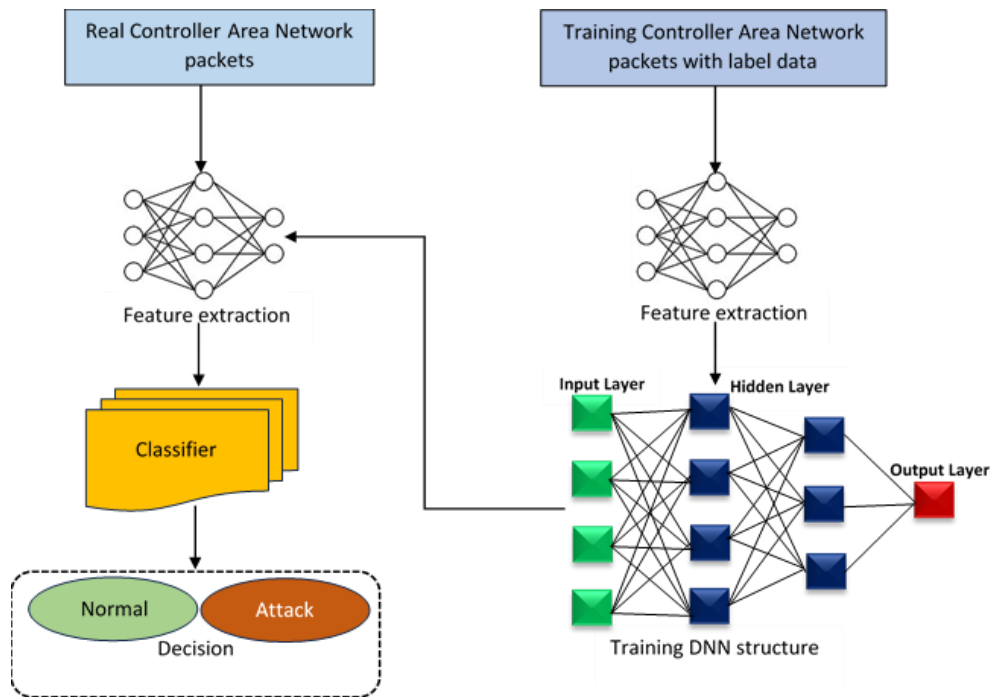 Real Controller Area Network
packets
Training Controller Area Network
packets with label data
Feature extraction
Feature extraction
Input Layer
Hidden Layer
Classifier
Output Layer
Normal
Attack
Decision
Training DNN structure